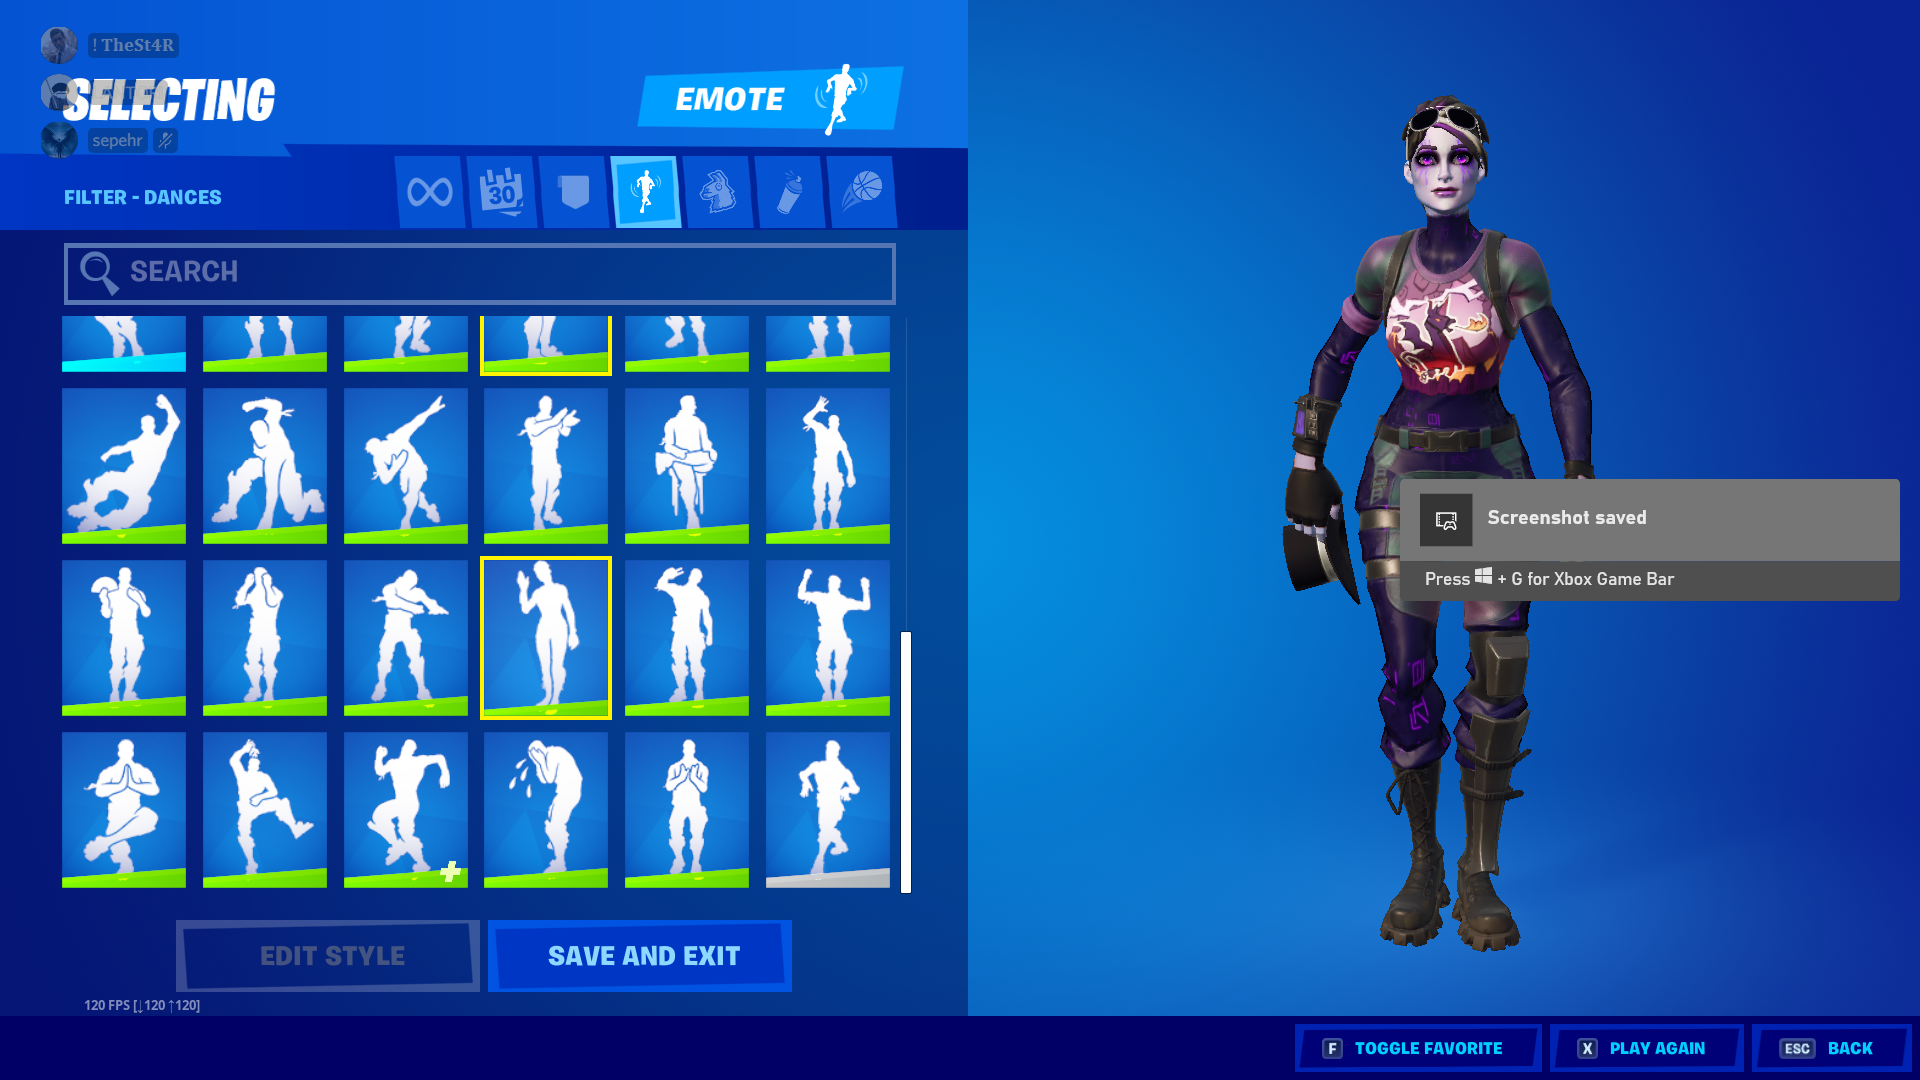 ! TheSt4R
SELECTING
EMOTE
sepehr
FILTER - DANCES
30
SEARCH
Screenshot saved
Press + G for Xbox Game Bar
EDIT STYLE
SAVE AND EXIT
120 FPS [↓120 ↑120]
F TOGGLE FAVORITE
X PLAY AGAIN
ESC BACK